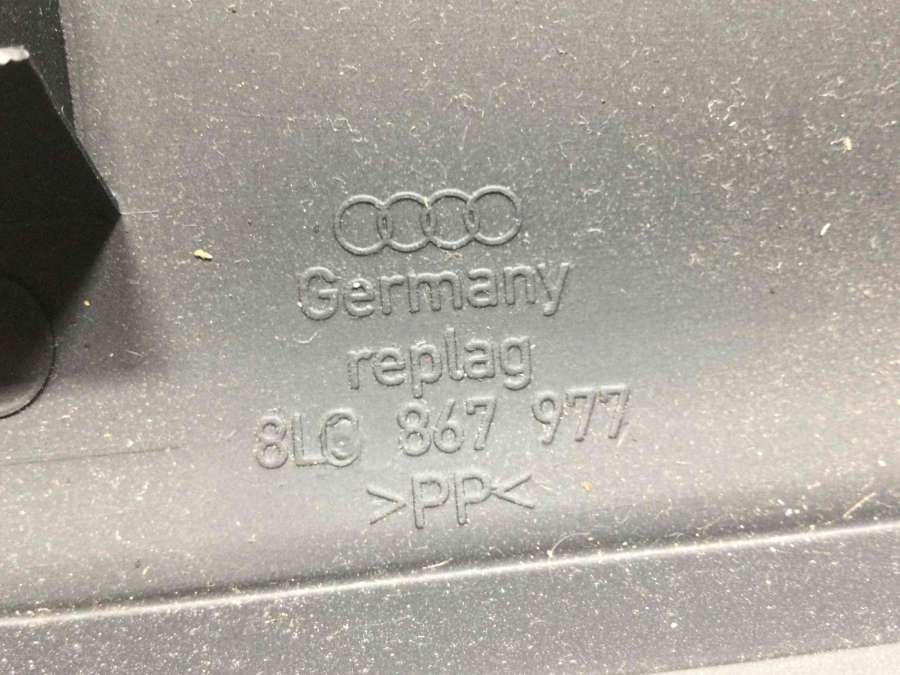 Germany
replag
8L0 867 977
>PP<